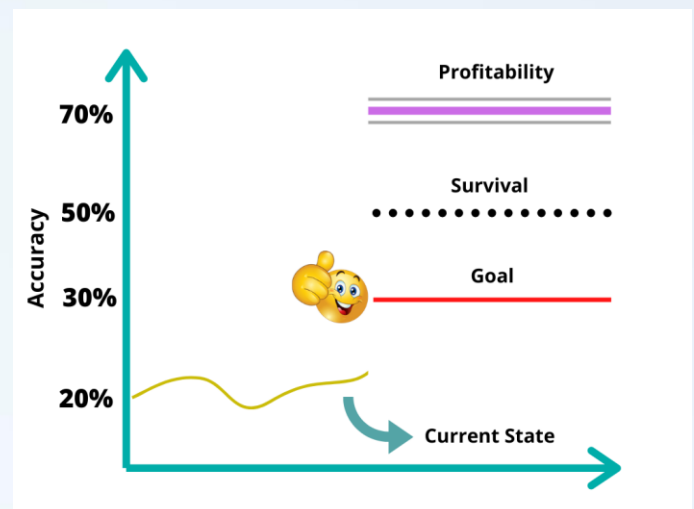 Profitability
70%
Survival
50%
Goal
30%
Accuracy
20%
Current State